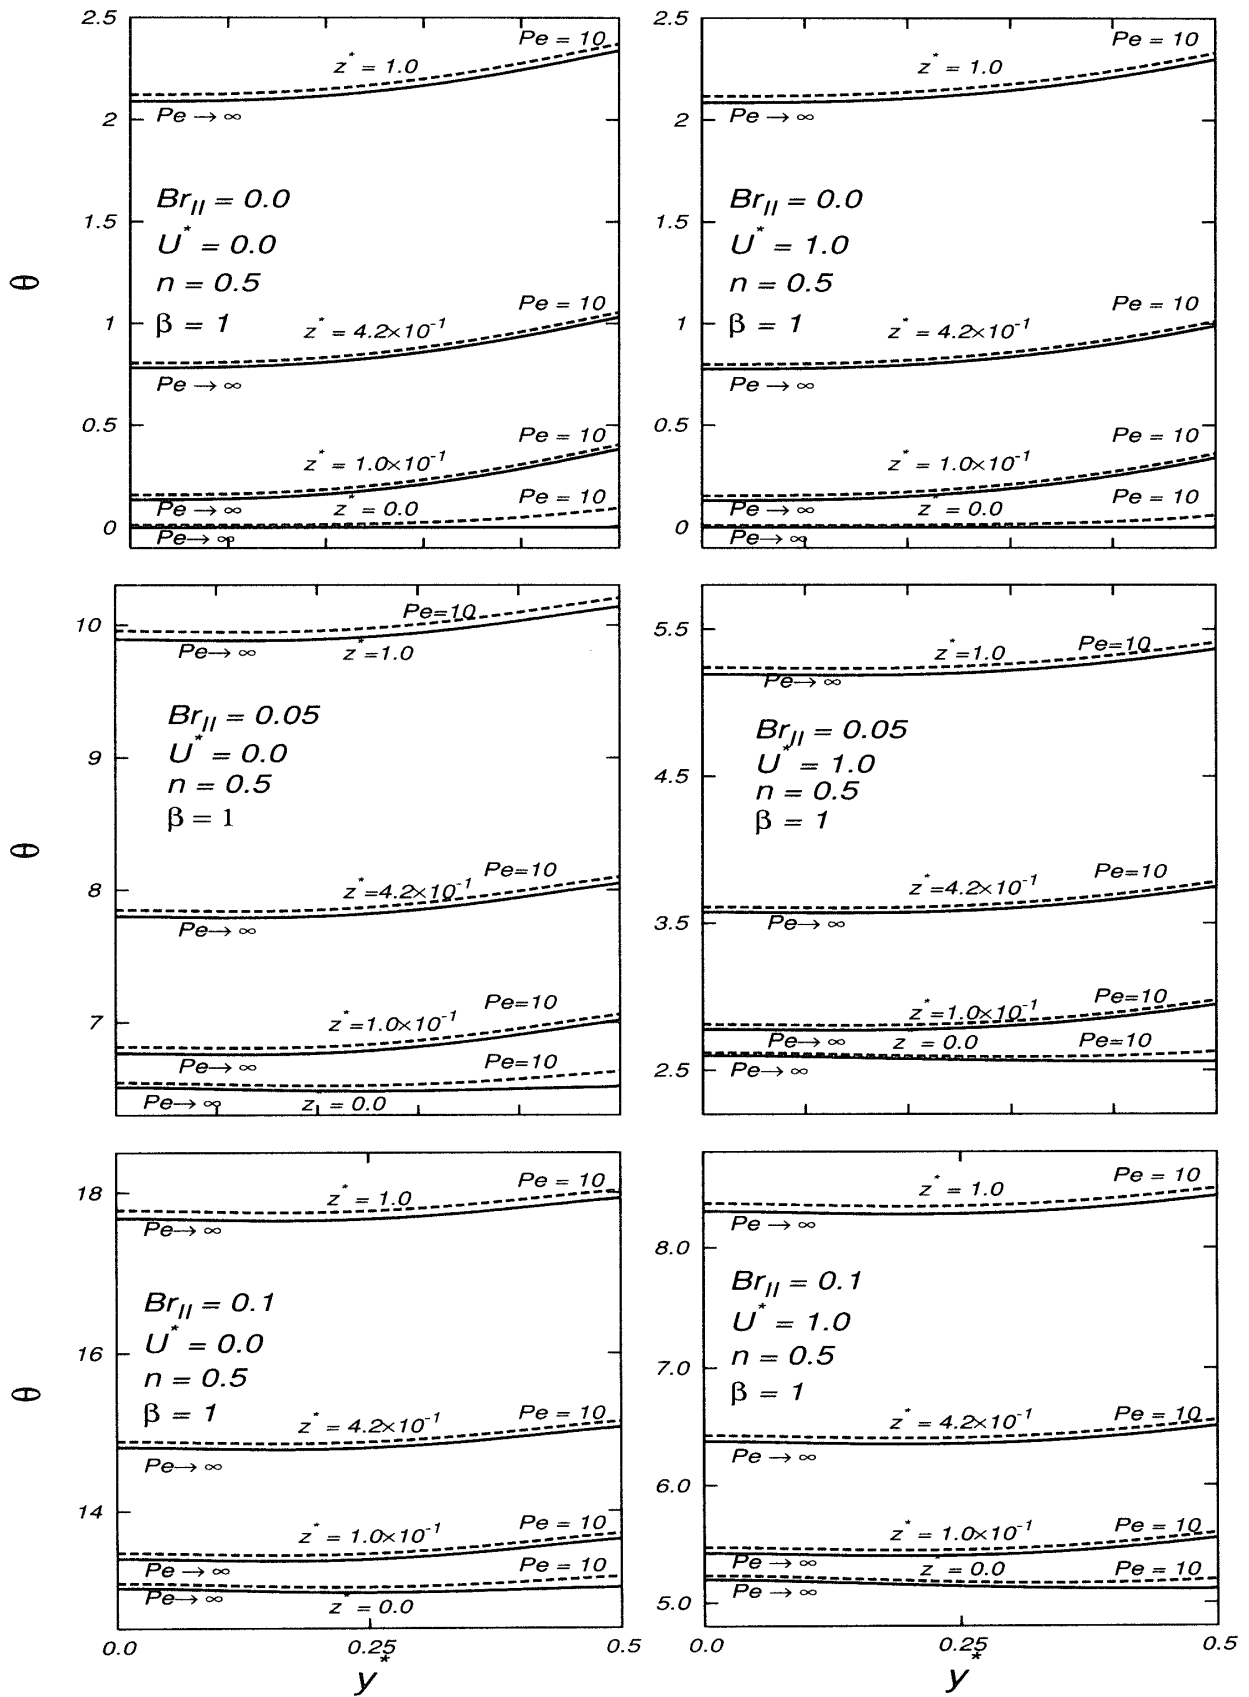 2.5
Pe = 10
z* = 1.0
2
Pe → ∞
Br_II = 0.0
1.5
U* = 0.0
n = 0.5
θ
β = 1
1
z* = 4.2×10⁻¹
Pe = 10
Pe → ∞
0.5
Pe = 10
z* = 1.0×10⁻¹
Pe → ∞
z* = 0.0
Pe = 10
0
Pe→∞
2.5
Pe = 10
z* = 1.0
2
Pe → ∞
Br_II = 0.0
1.5
U* = 1.0
n = 0.5
β = 1
1
z* = 4.2×10⁻¹
Pe = 10
Pe → ∞
0.5
Pe = 10
z* = 1.0×10⁻¹
Pe → ∞
z* = 0.0
Pe = 10
0
Pe→∞
10
Pe=10
Pe→∞
z*=1.0
Br_II = 0.05
9
U* = 0.0
n = 0.5
β = 1
θ
8
z*=4.2×10⁻¹
Pe=10
Pe→∞
7
z*=1.0×10⁻¹
Pe=10
Pe→∞
Pe=10
Pe→∞
z* = 0.0
5.5
Pe=10
z*=1.0
Pe→∞
Br_II = 0.05
4.5
U* = 1.0
n = 0.5
β = 1
z*=4.2×10⁻¹
Pe=10
3.5
Pe→∞
z*=1.0×10⁻¹
Pe=10
Pe→∞
z* = 0.0
Pe=10
2.5
Pe→∞
18
Pe = 10
z* = 1.0
Pe→∞
Br_II = 0.1
16
U* = 0.0
n = 0.5
θ
β = 1
z* = 4.2×10⁻¹
Pe = 10
Pe→∞
14
z* = 1.0×10⁻¹
Pe = 10
Pe → ∞
Pe = 10
Pe→∞
z* = 0.0
0.0
0.25
0.5
y*
Pe = 10
z* = 1.0
Pe → ∞
8.0
Br_II = 0.1
U* = 1.0
7.0
n = 0.5
β = 1
z* = 4.2×10⁻¹
Pe = 10
Pe → ∞
6.0
z* = 1.0×10⁻¹
Pe = 10
Pe → ∞
z* = 0.0
Pe = 10
Pe → ∞
5.0
0.0
0.25
0.5
y*